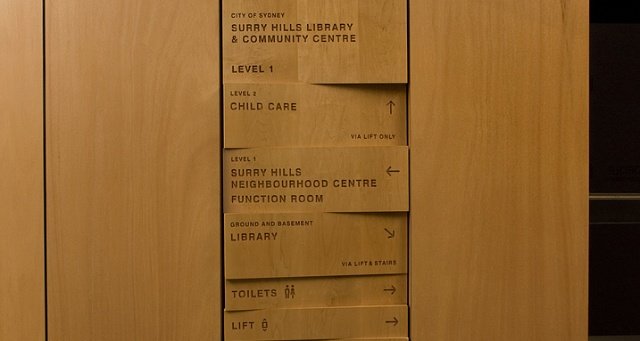 CITY OF SYDNEY
SURRY HILLS LIBRARY
& COMMUNITY CENTRE
LEVEL 1
LEVEL 2
CHILD CARE
VIA LIFT ONLY
LEVEL 1
SURRY HILLS
NEIGHBOURHOOD CENTRE
FUNCTION ROOM
GROUND AND BASEMENT
LIBRARY
VIA LIFT & STAIRS
TOILETS
LIFT